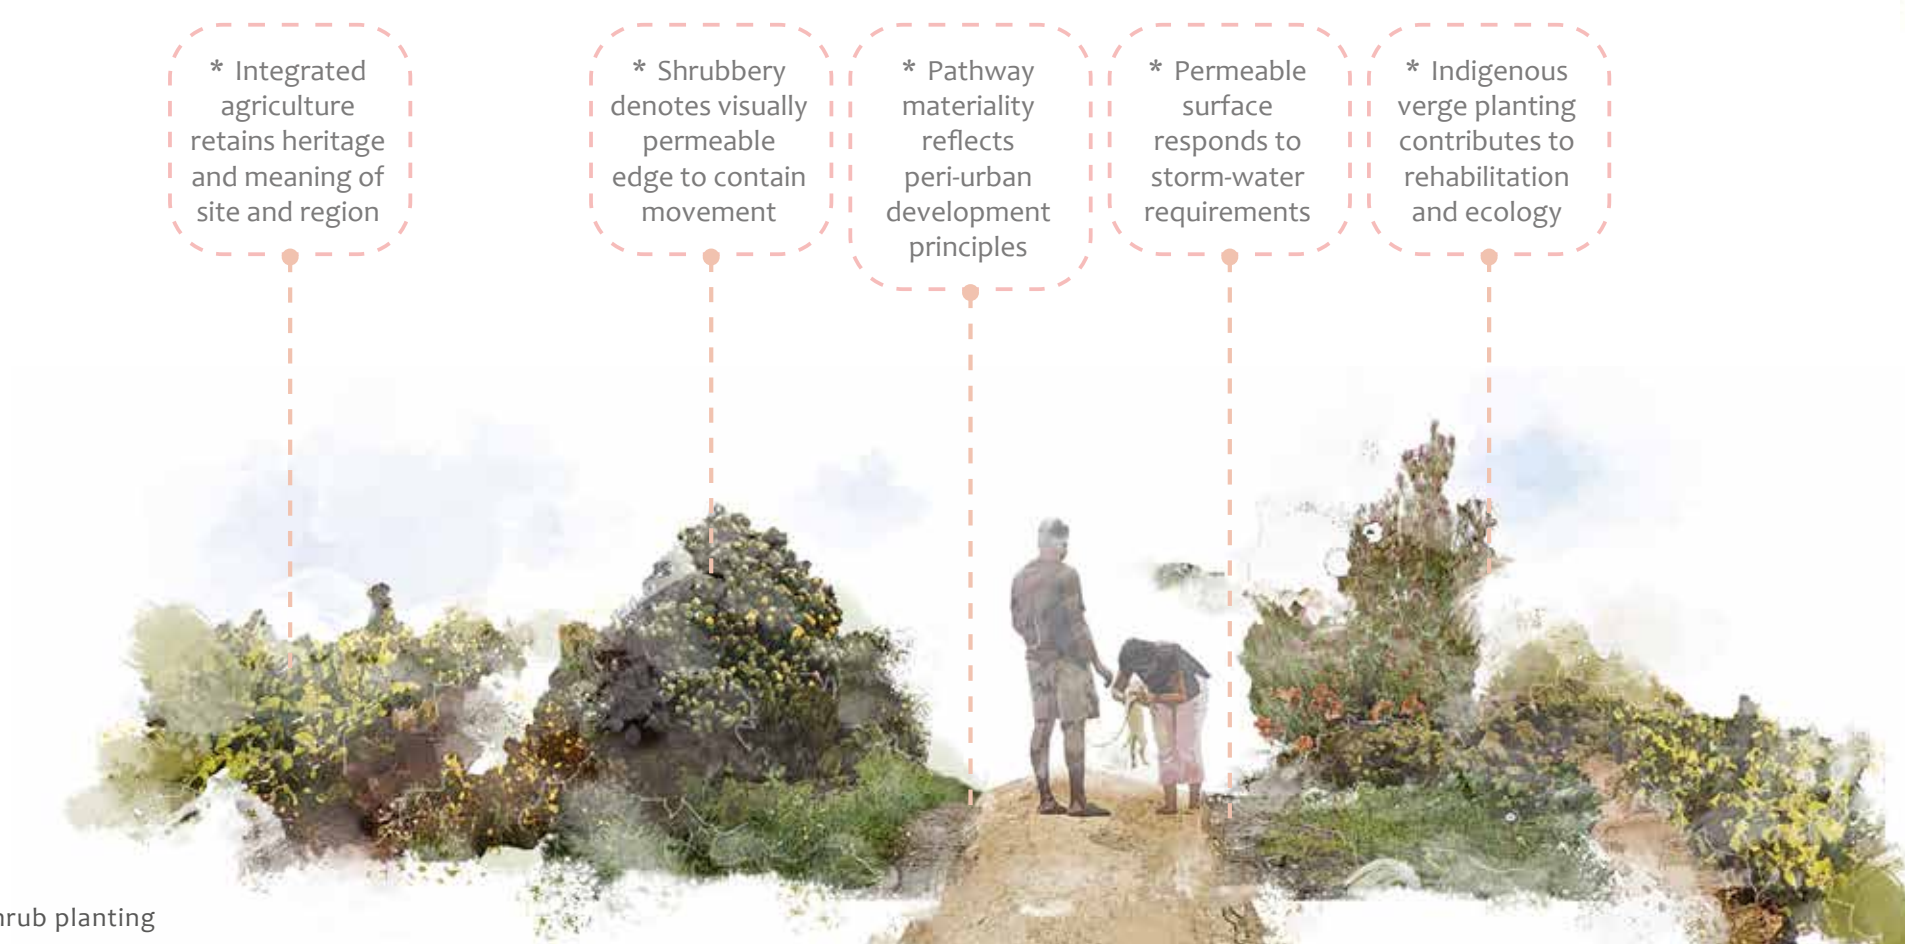 * Integrated
agriculture
retains heritage
and meaning of
site and region
* Shrubbery
denotes visually
permeable
edge to contain
movement
* Pathway
materiality
reflects
peri-urban
development
principles
* Permeable
surface
responds to
storm-water
requirements
* Indigenous
verge planting
contributes to
rehabilitation
and ecology
planting